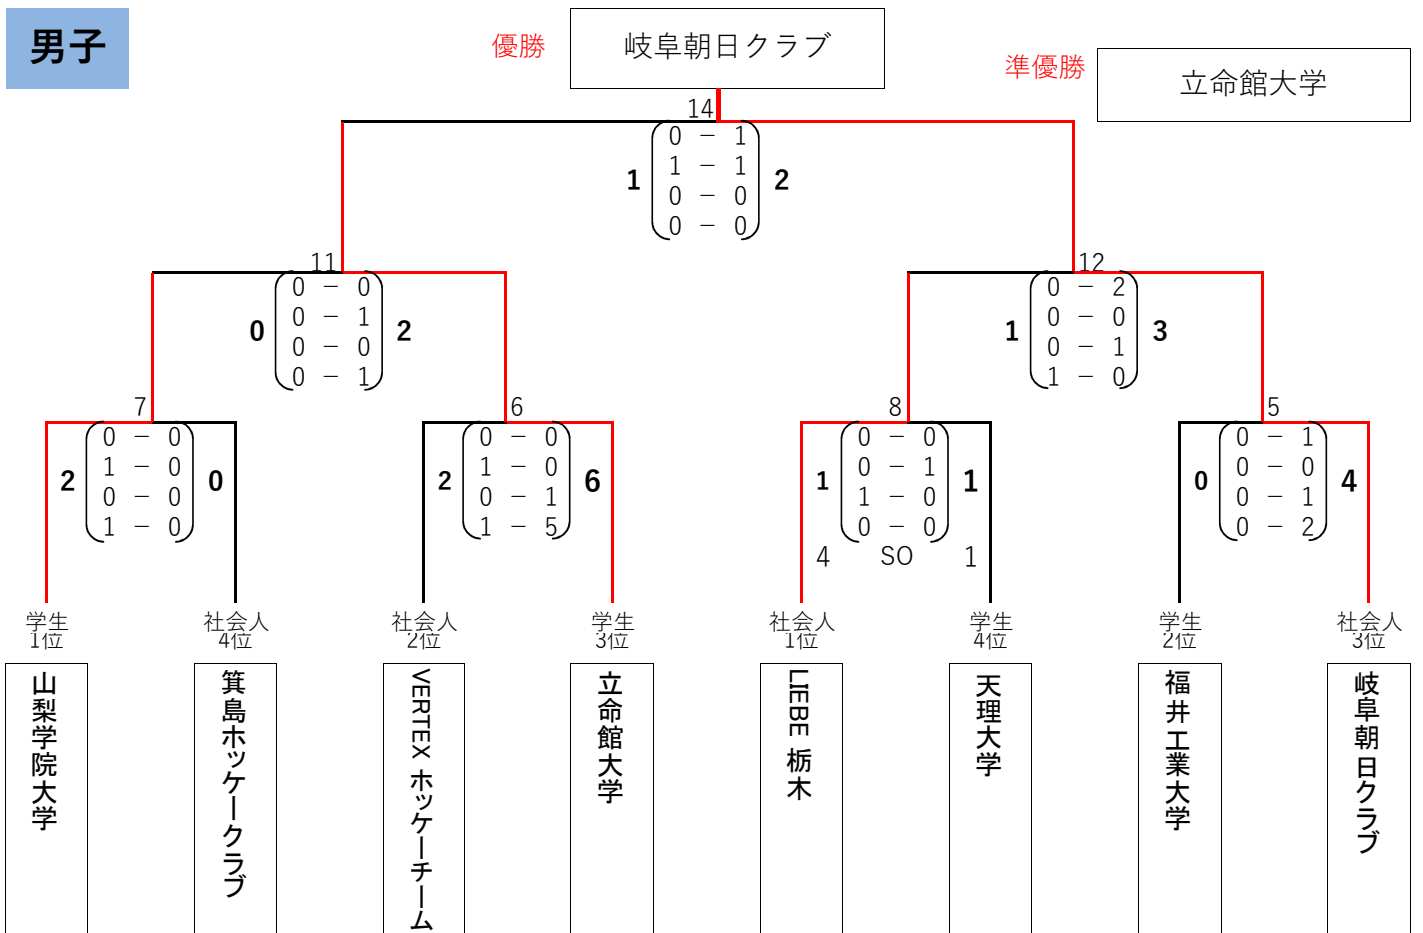 男子
優勝
岐阜朝日クラブ
準優勝
立命館大学
14
0 － 1
1 － 1
0 － 0
0 － 0
1
2
11
0 － 0
0 － 1
0 － 0
0 － 1
0
2
12
0 － 2
0 － 0
0 － 1
1 － 0
1
3
7
0 － 0
1 － 0
0 － 0
1 － 0
2
0
6
0 － 0
1 － 0
0 － 1
1 － 5
2
6
8
0 － 0
0 － 1
1 － 0
0 － 0
1
1
4 SO 1
5
0 － 1
0 － 0
0 － 1
0 － 2
0
4
学生
1位
社会人
4位
社会人
2位
学生
3位
社会人
1位
学生
4位
学生
2位
社会人
3位
山梨学院大学
箕島ホッケークラブ
VERTEX ホッケーチーム
立命館大学
LIEBE 栃木
天理大学
福井工業大学
岐阜朝日クラブ